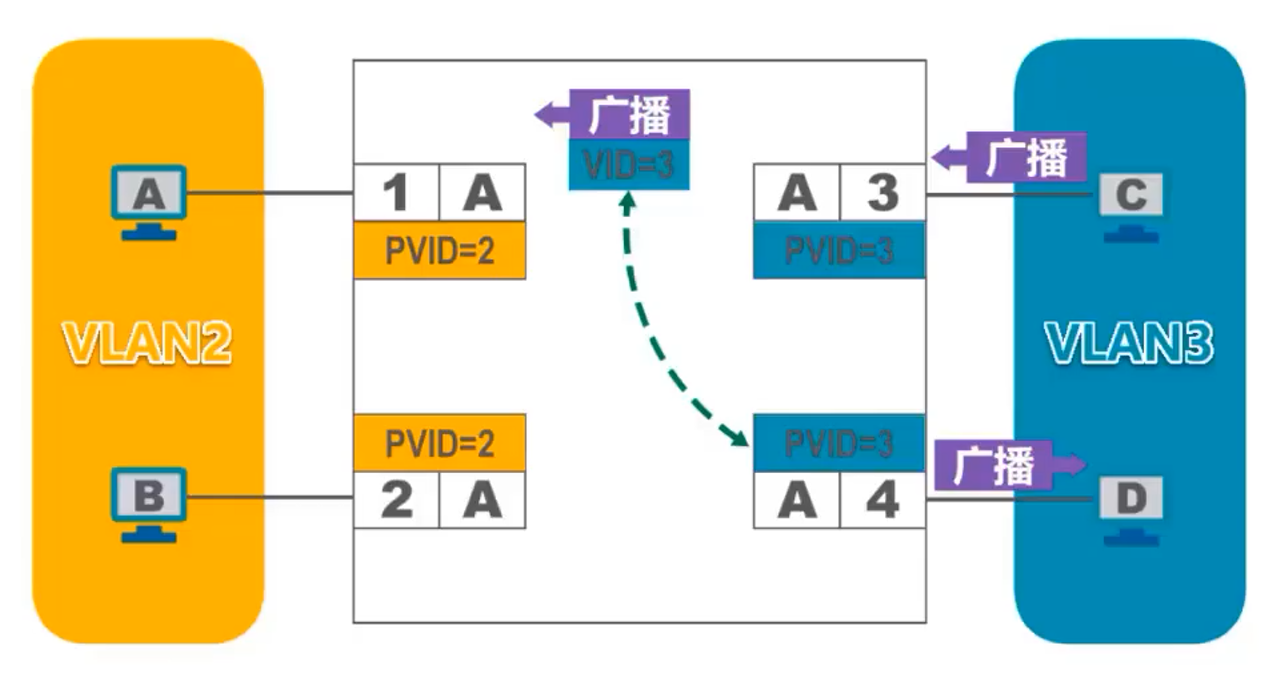 广播
VID=3
广播
A
1 A
A 3
C
PVID=2
PVID=3
VLAN2
VLAN3
PVID=2
PVID=3
广播
B
2 A
A 4
D